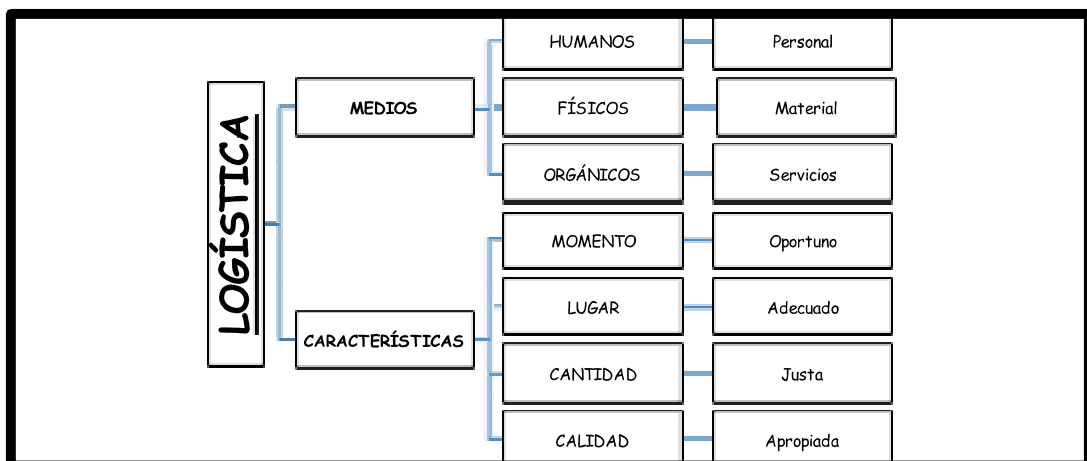 LOGÍSTICA
MEDIOS
HUMANOS
Personal
FÍSICOS
Material
ORGÁNICOS
Servicios
CARACTERÍSTICAS
MOMENTO
Oportuno
LUGAR
Adecuado
CANTIDAD
Justa
CALIDAD
Apropiada